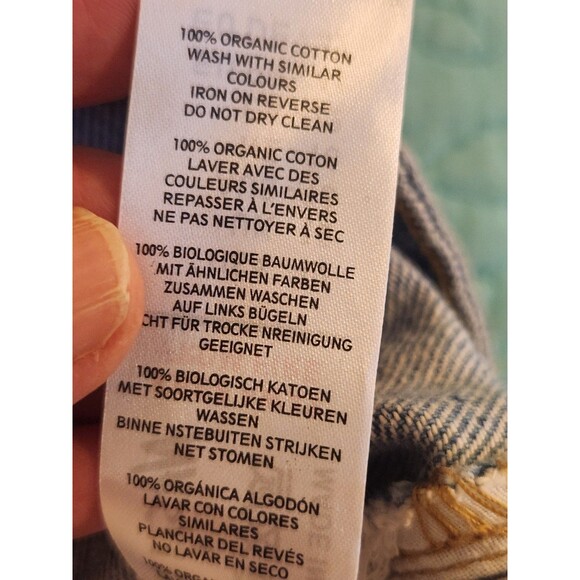 100% ORGANIC COTTON
WASH WITH SIMILAR
COLOURS
IRON ON REVERSE
DO NOT DRY CLEAN
100% ORGANIC COTON
LAVER AVEC DES
COULEURS SIMILAIRES
REPASSER À L'ENVERS
NE PAS NETTOYER À SEC
100% BIOLOGIQUE BAUMWOLLE
MIT ÄHNLICHEN FARBEN
ZUSAMMEN WASCHEN
AUF LINKS BÜGELN
CHT FÜR TROCKE NREINIGUNG
GEEIGNET
100% BIOLOGISCH KATOEN
MET SOORTGELIJKE KLEUREN
WASSEN
BINNE NSTEBUITEN STRIJKEN
NET STOMEN
100% ORGÁNICA ALGODÓN
LAVAR CON COLORES
SIMILARES
PLANCHAR DEL REVÉS
NO LAVAR EN SECO
100% ORGA